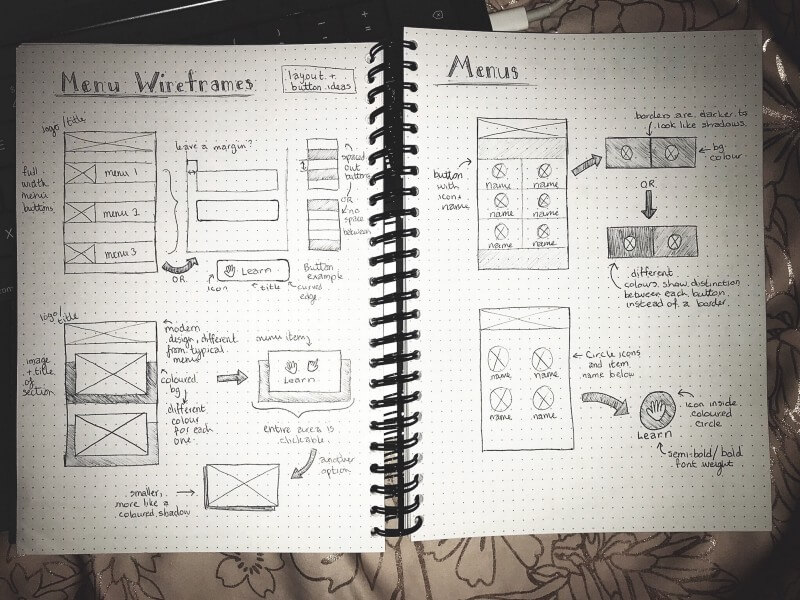 Menu Wireframes
layout +
button ideas
logo/title
full
width
menu
buttons
menu 1
menu 2
menu 3
leave a margin?
spaced
out
buttons
OR
no
space
between
OR
Learn
icon
title
curved
edge
Button
example
logo/title
image
+ title
of
section
modern
design, different
from typical
menus
coloured
bg
different
colour
for each
one.
menu item
Learn
entire area is
clickable.
another
option
smaller,
more like a
coloured shadow
Menus
button
with
icon +
name
name name
name name
name name
borders are darker to
look like shadows
bg
colour
OR
different
colours show distinction
between each button
instead of a border.
name name
name name
Circle icons
and item
name below
Learn
icon inside
coloured
circle
semi-bold/bold
font weight